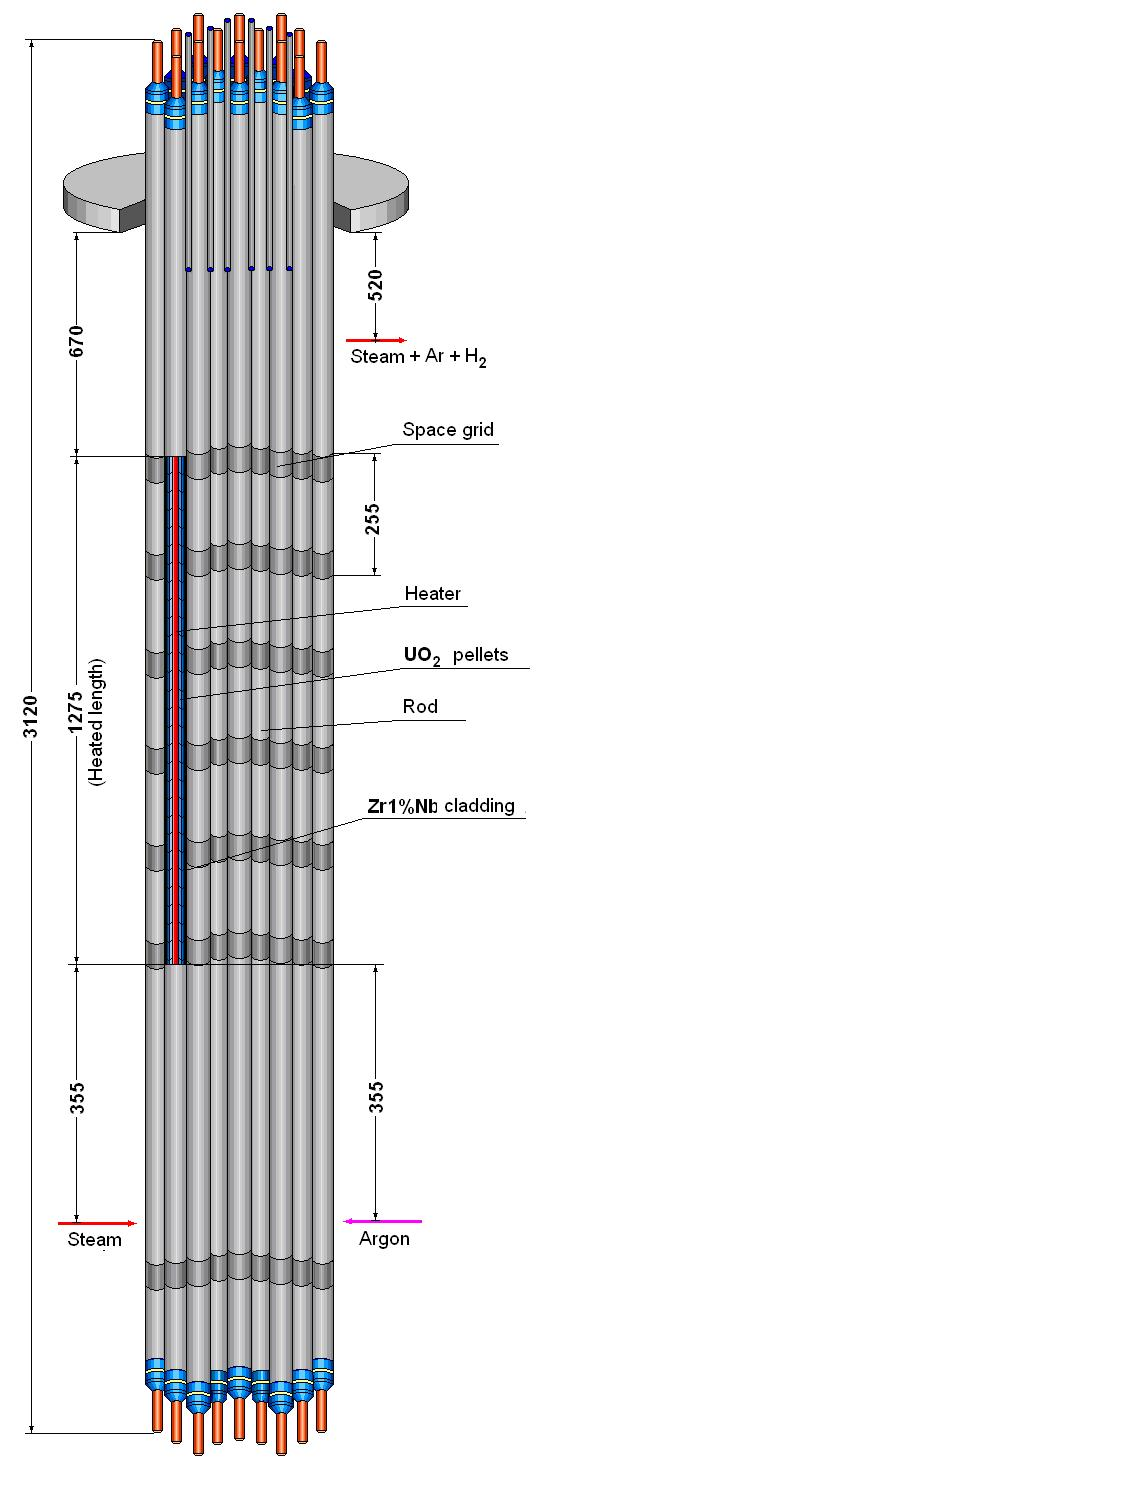 520
670
Steam + Ar + H2
Space grid
255
Heater
UO2 pellets
3120
1275
(Heated length)
Rod
Zr1%Nb cladding
355
355
Steam
Argon